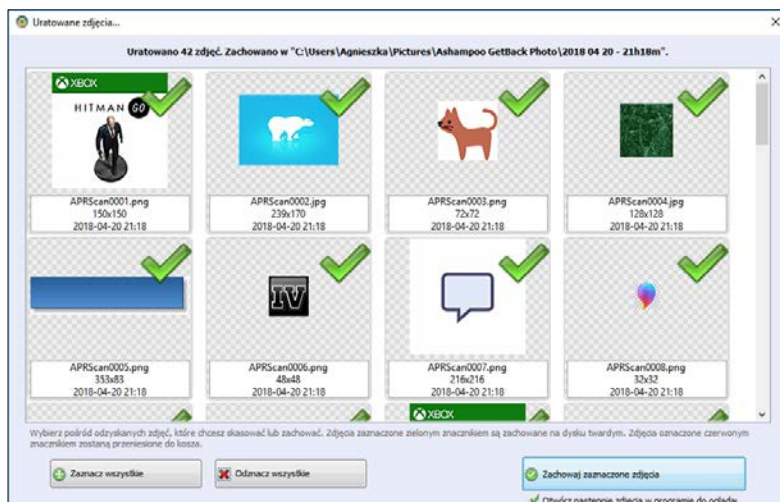 Uratowane zdjęcia...
Uratowano 42 zdjęć. Zachowano w "C:\Users\Agnieszka\Pictures\Ashampoo GetBack Photo\2018 04 20 - 21h18m".
XBOX
HITMAN GO
APRScan0001.png
150x150
2018-04-20 21:18
APRScan0002.jpg
239x170
2018-04-20 21:18
APRScan0003.png
72x72
2018-04-20 21:18
APRScan0004.jpg
128x128
2018-04-20 21:18
IV
APRScan0005.png
353x83
2018-04-20 21:18
APRScan0006.png
48x48
2018-04-20 21:18
APRScan0007.png
216x216
2018-04-20 21:18
APRScan0008.png
32x32
2018-04-20 21:18
XBOX
Wybierz pośród odzyskanych zdjęć, które chcesz skasować lub zachować. Zdjęcia zaznaczone zielonym znacznikiem są zachowane na dysku twardym. Zdjęcia oznaczone czerwonym
znacznikiem zostaną przeniesione do kosza.
Zaznacz wszystkie
Odznacz wszystkie
Zachowaj zaznaczone zdjęcia
Otwórz następnie zdjęcia w programie do ogląda